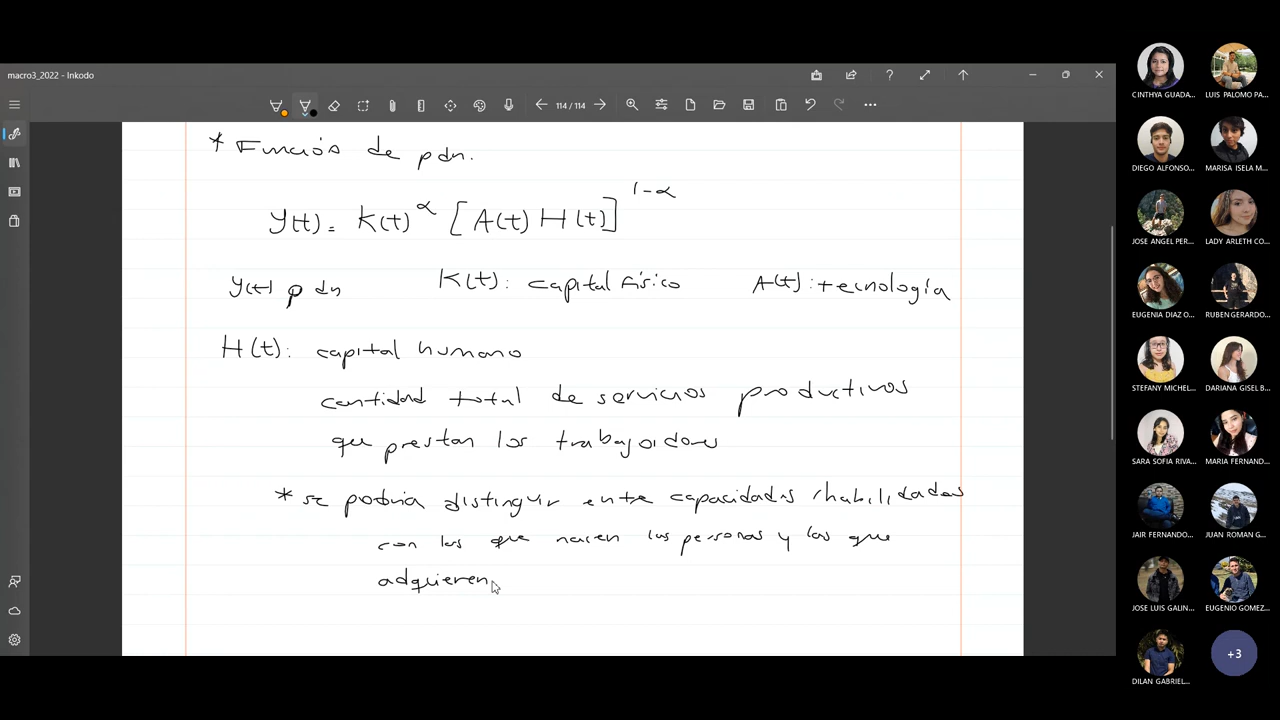 macro3_2022 - Inkodo
114 / 114
* Función de pdn.
Y(t) = K(t)^α [A(t) H(t)]^1-α
Y(t) pdn K(t): capital físico A(t): tecnología
H(t): capital humano
cantidad total de servicios productivos
que prestan los trabajadores
* se podría distinguir entre capacidades /habilidades
con las que nacen las personas y las que
adquieren
CINTHYA GUADA...
LUIS PALOMO PA...
DIEGO ALFONSO...
MARISA ISELA M...
JOSE ANGEL PER...
LADY ARLETH CO...
EUGENIA DIAZ O...
RUBEN GERARDO...
STEFANY MICHEL...
DARIANA GISEL B...
SARA SOFIA RIVA...
MARIA FERNAND...
JAIR FERNANDO...
JUAN ROMAN G...
JOSE LUIS GALIN...
EUGENIO GOMEZ...
DILAN GABRIEL...
+3